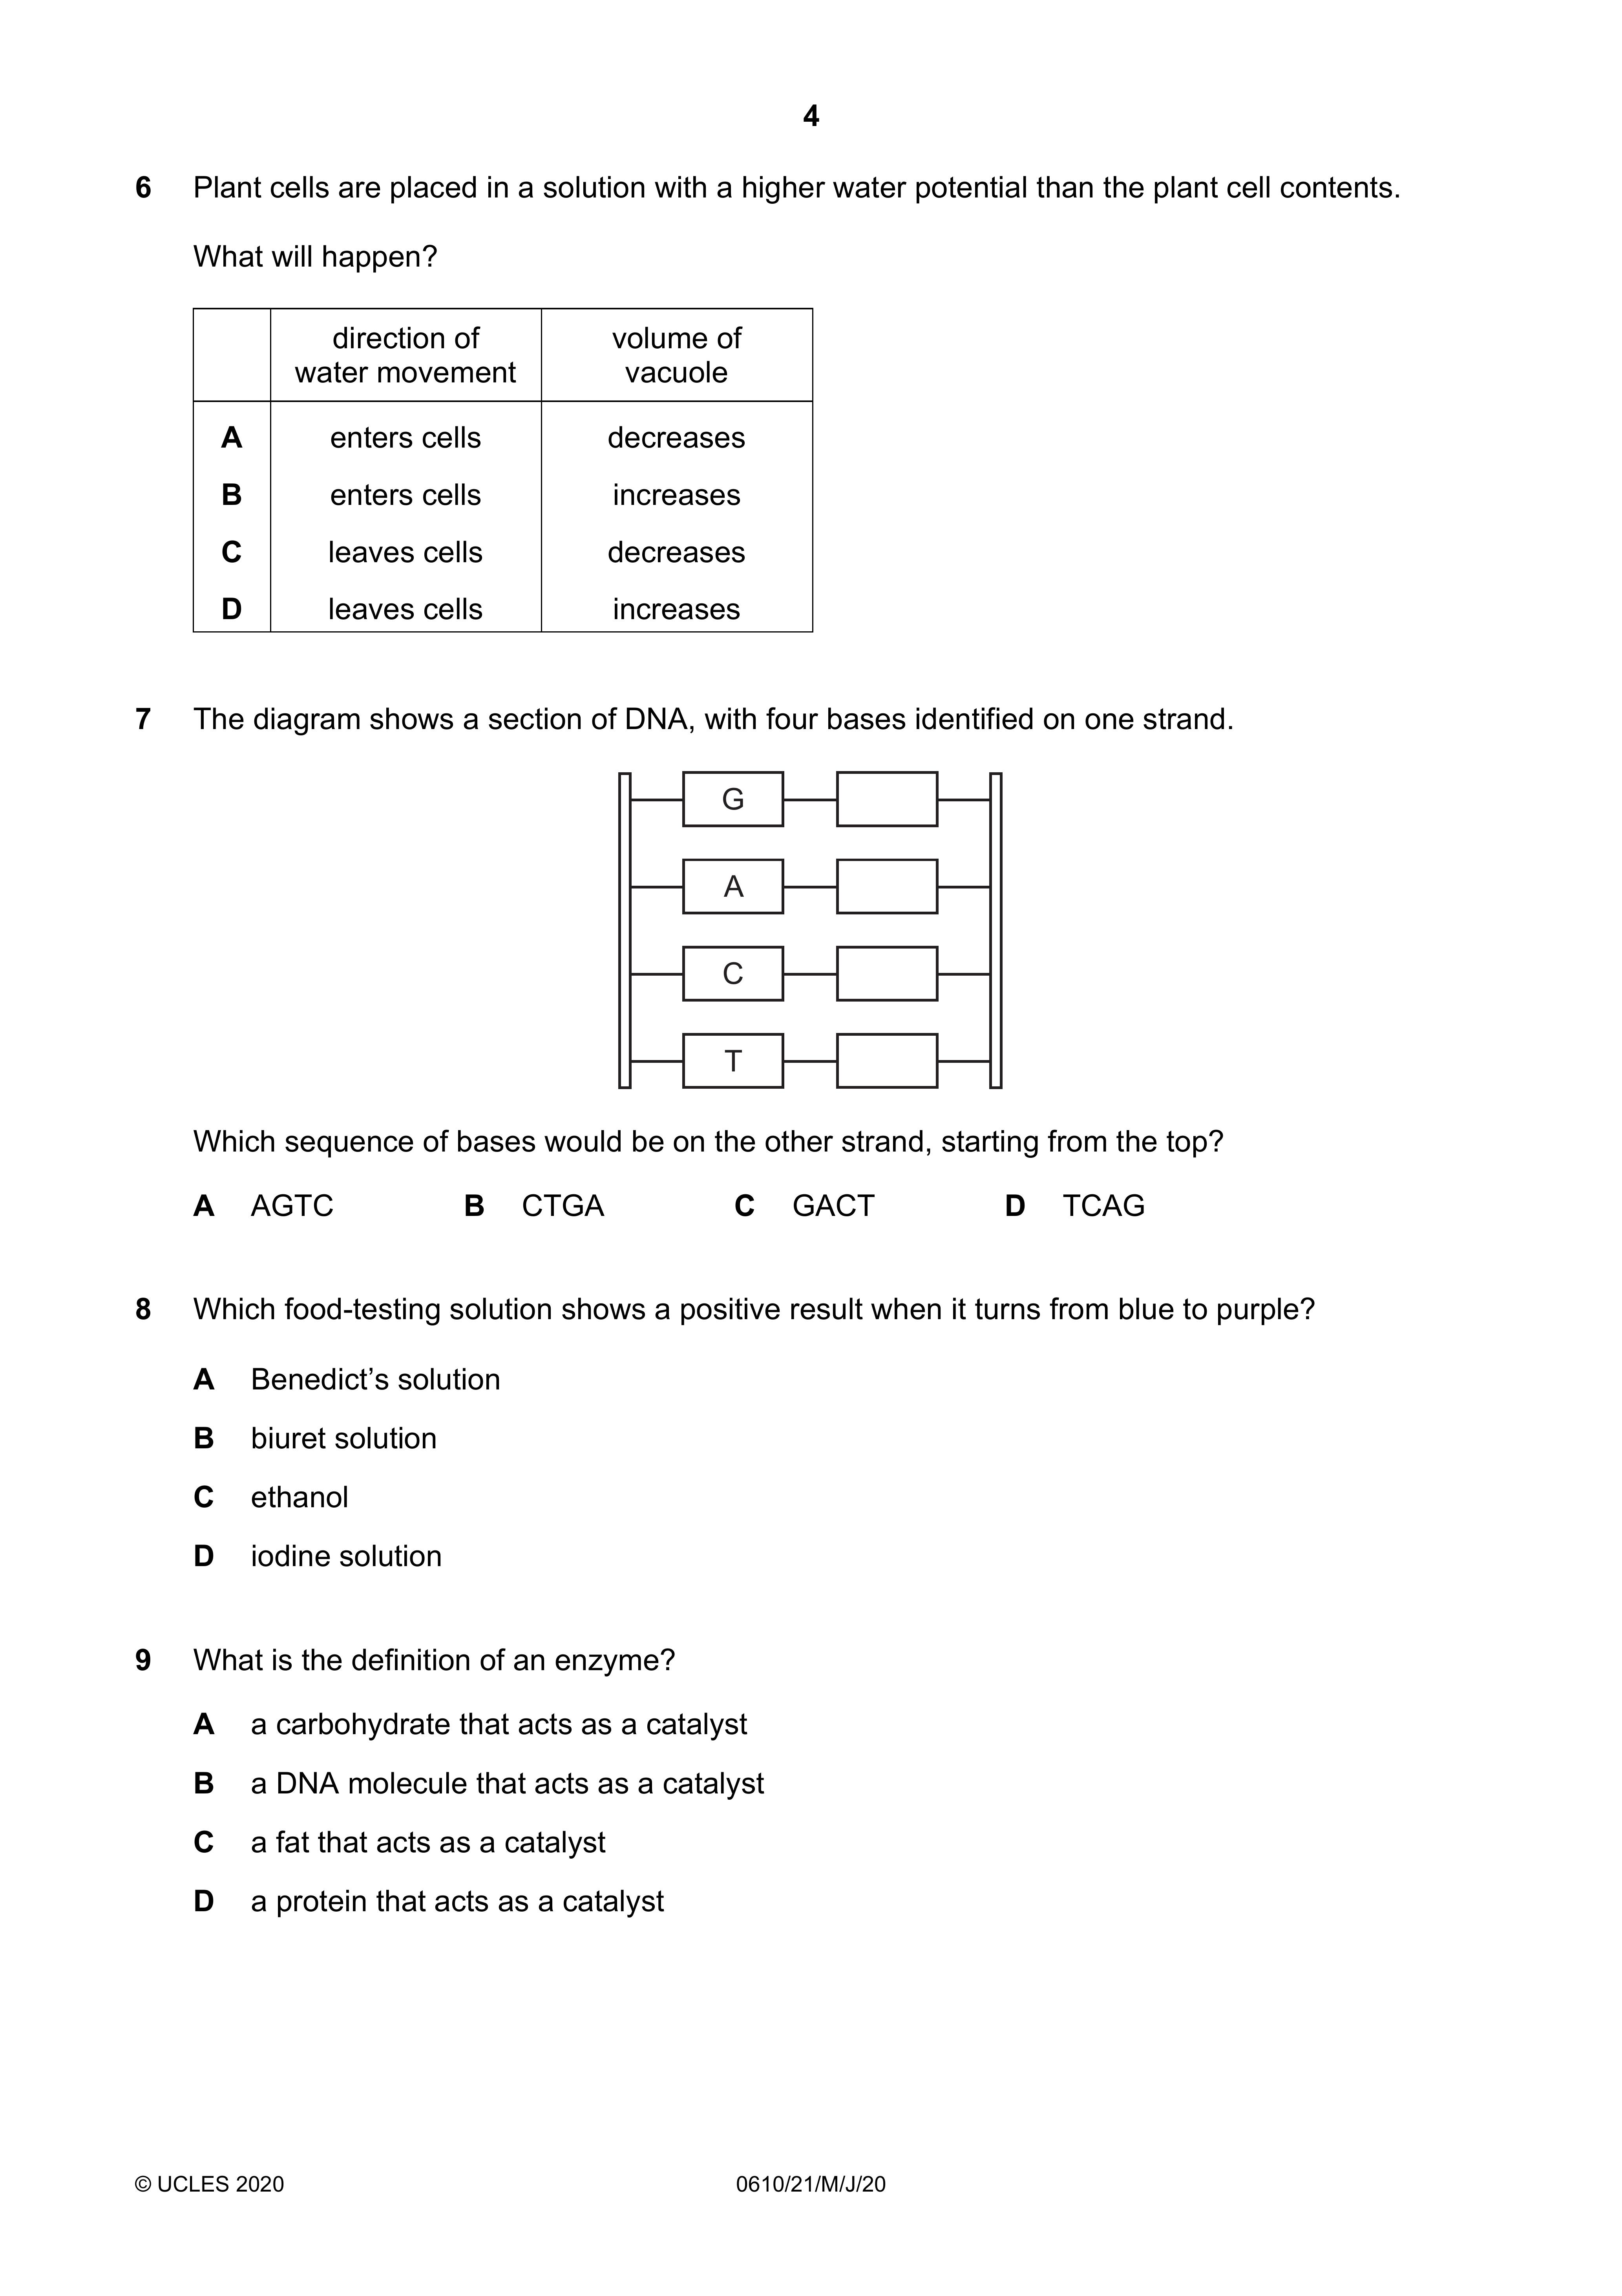 4
6 Plant cells are placed in a solution with a higher water potential than the plant cell contents.
What will happen?
direction of water movement volume of vacuole
A enters cells decreases
B enters cells increases
C leaves cells decreases
D leaves cells increases
7 The diagram shows a section of DNA, with four bases identified on one strand.
G
A
C
T
Which sequence of bases would be on the other strand, starting from the top?
A AGTC B CTGA C GACT D TCAG
8 Which food-testing solution shows a positive result when it turns from blue to purple?
A Benedict’s solution
B biuret solution
C ethanol
D iodine solution
9 What is the definition of an enzyme?
A a carbohydrate that acts as a catalyst
B a DNA molecule that acts as a catalyst
C a fat that acts as a catalyst
D a protein that acts as a catalyst
© UCLES 2020 0610/21/M/J/20